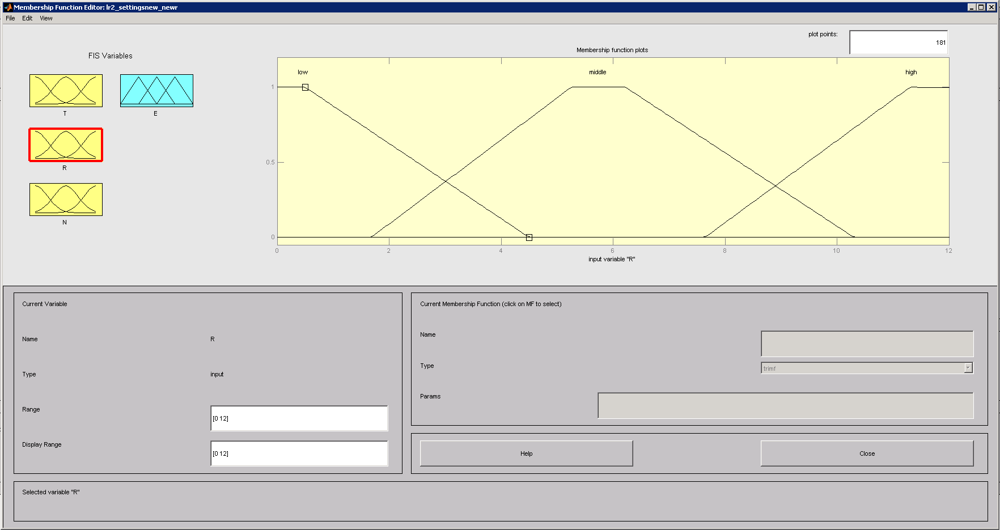 Membership Function Editor: lr2_settingsnew_newr
File Edit View
plot points:
181
FIS Variables
T
E
R
N
Membership function plots
low
middle
high
1
0.5
0
0 2 4 6 8 10 12
input variable "R"
Current Variable
Name R
Type input
Range [0 12]
Display Range [0 12]
Current Membership Function (click on MF to select)
Name
Type trimf
Params
Help
Close
Selected variable "R"